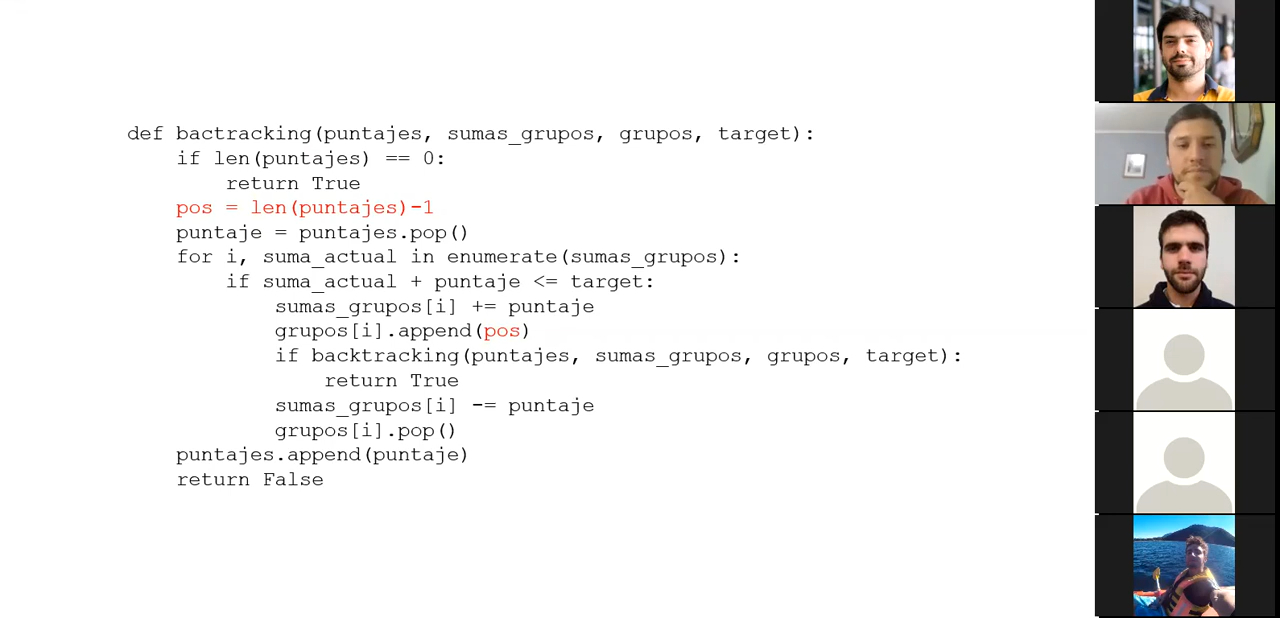 def bactracking(puntajes, sumas_grupos, grupos, target):
    if len(puntajes) == 0:
        return True
    pos = len(puntajes)-1
    puntaje = puntajes.pop()
    for i, suma_actual in enumerate(sumas_grupos):
        if suma_actual + puntaje <= target:
            sumas_grupos[i] += puntaje
            grupos[i].append(pos)
            if backtracking(puntajes, sumas_grupos, grupos, target):
                return True
            sumas_grupos[i] -= puntaje
            grupos[i].pop()
    puntajes.append(puntaje)
    return False